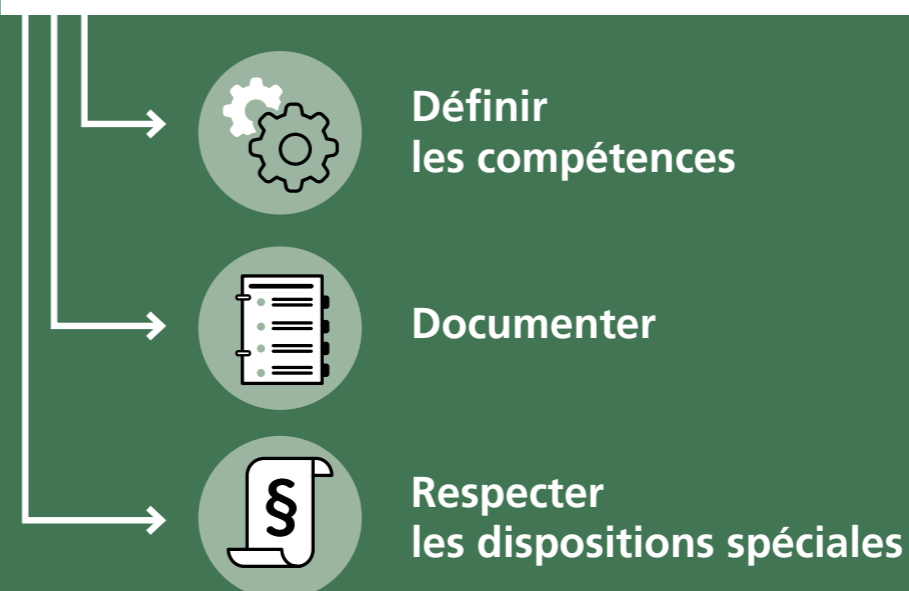 Définir
les compétences
Documenter
§
Respecter
les dispositions spéciales